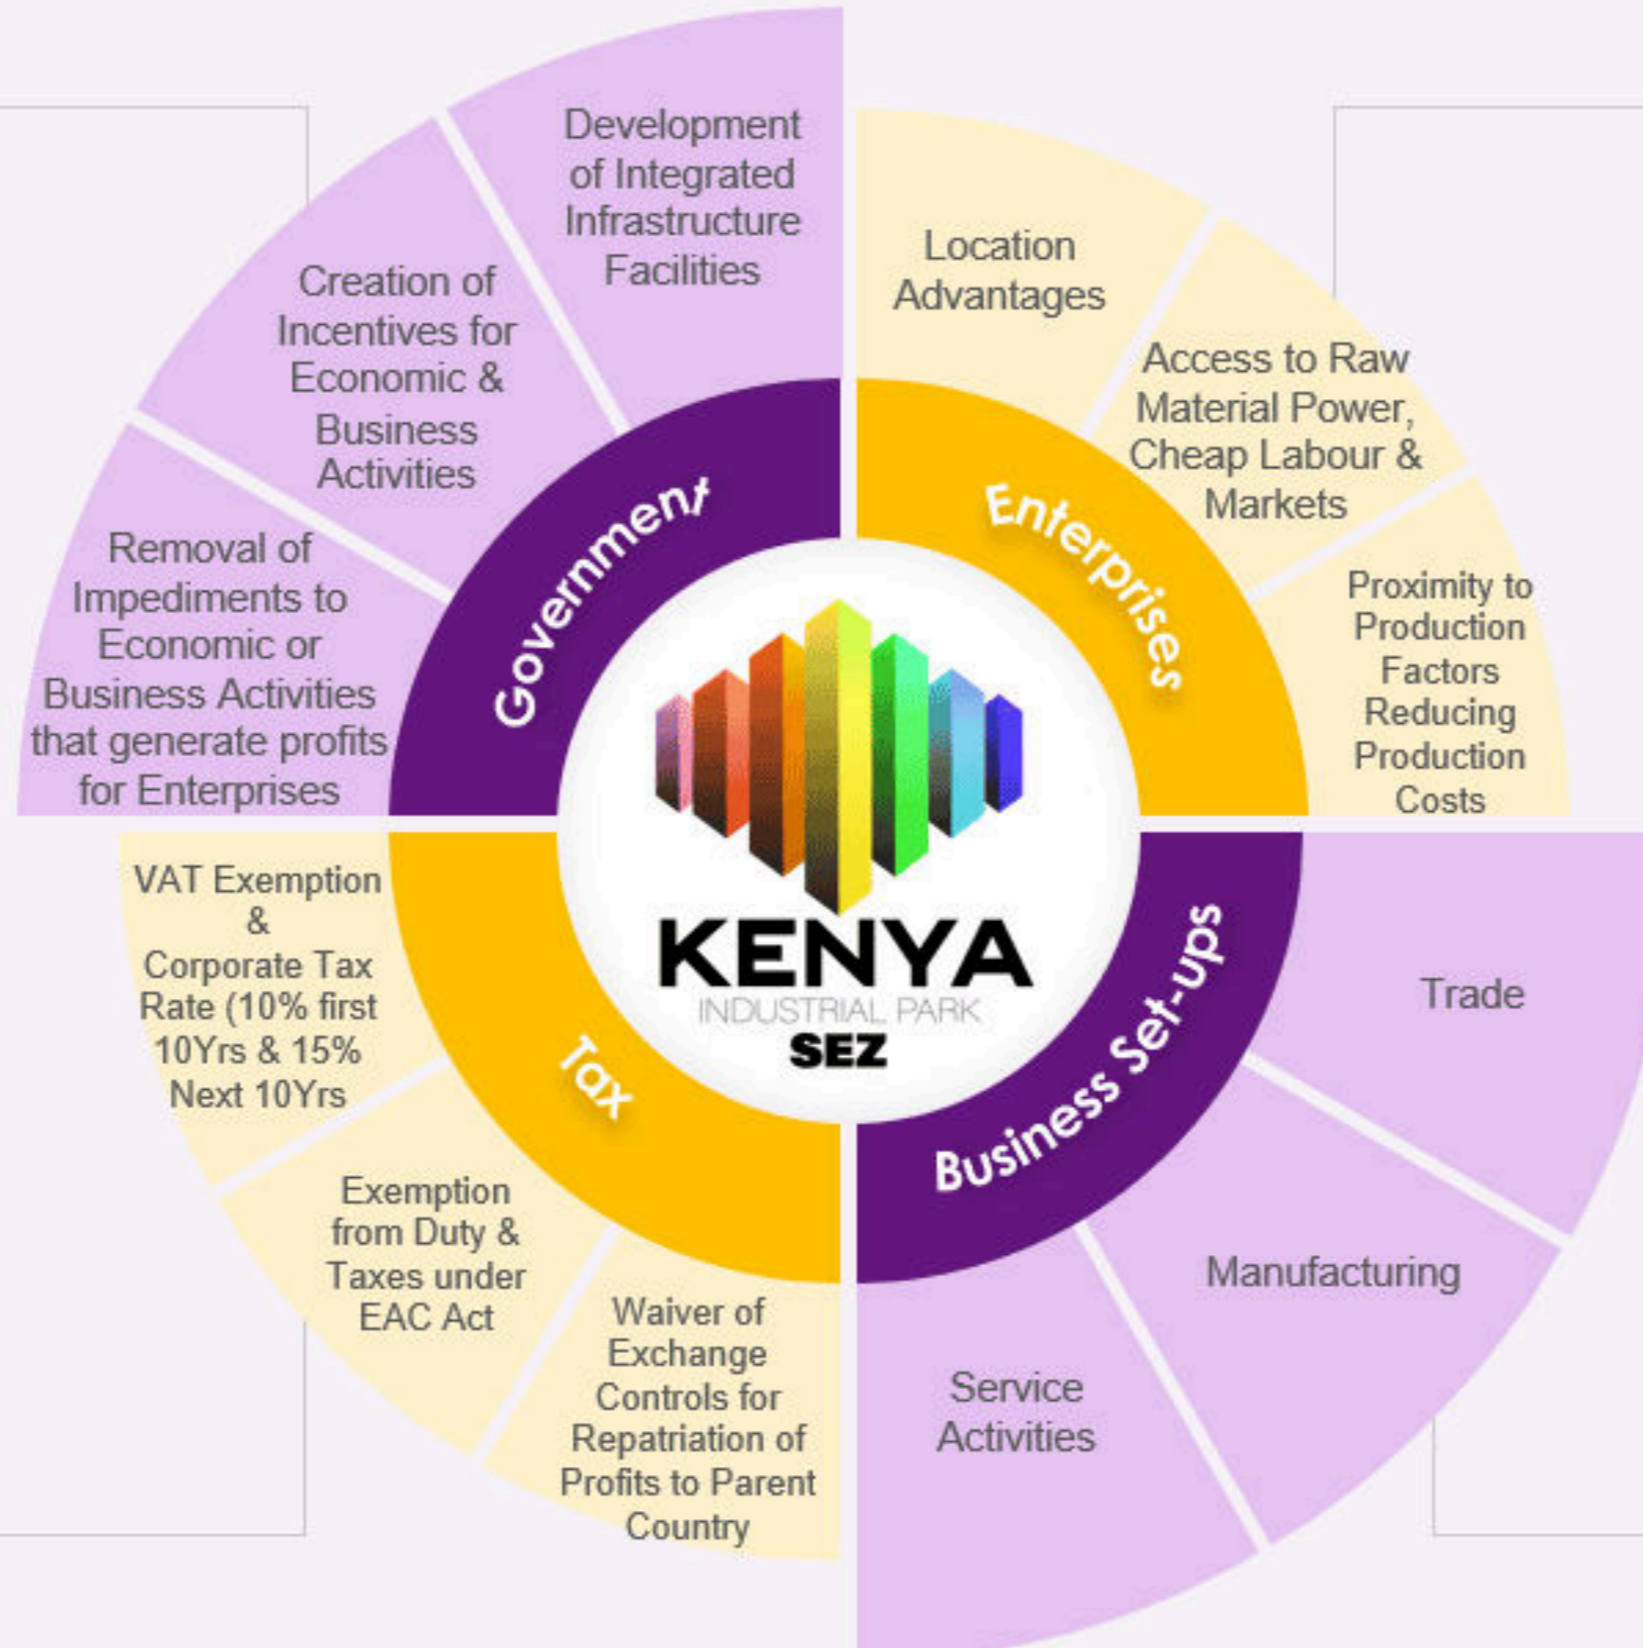 Development
of Integrated
Infrastructure
Facilities
Creation of
Incentives for
Economic &
Business
Activities
Removal of
Impediments to
Economic or
Business Activities
that generate profits
for Enterprises
Government
Location
Advantages
Access to Raw
Material Power,
Cheap Labour &
Markets
Proximity to
Production
Factors
Reducing
Production
Costs
Enterprises
KENYA
INDUSTRIAL PARK
SEZ
VAT Exemption
&
Corporate Tax
Rate (10% first
10Yrs & 15%
Next 10Yrs
Exemption
from Duty &
Taxes under
EAC Act
Waiver of
Exchange
Controls for
Repatriation of
Profits to Parent
Country
Tax
Business Set-ups
Trade
Manufacturing
Service
Activities